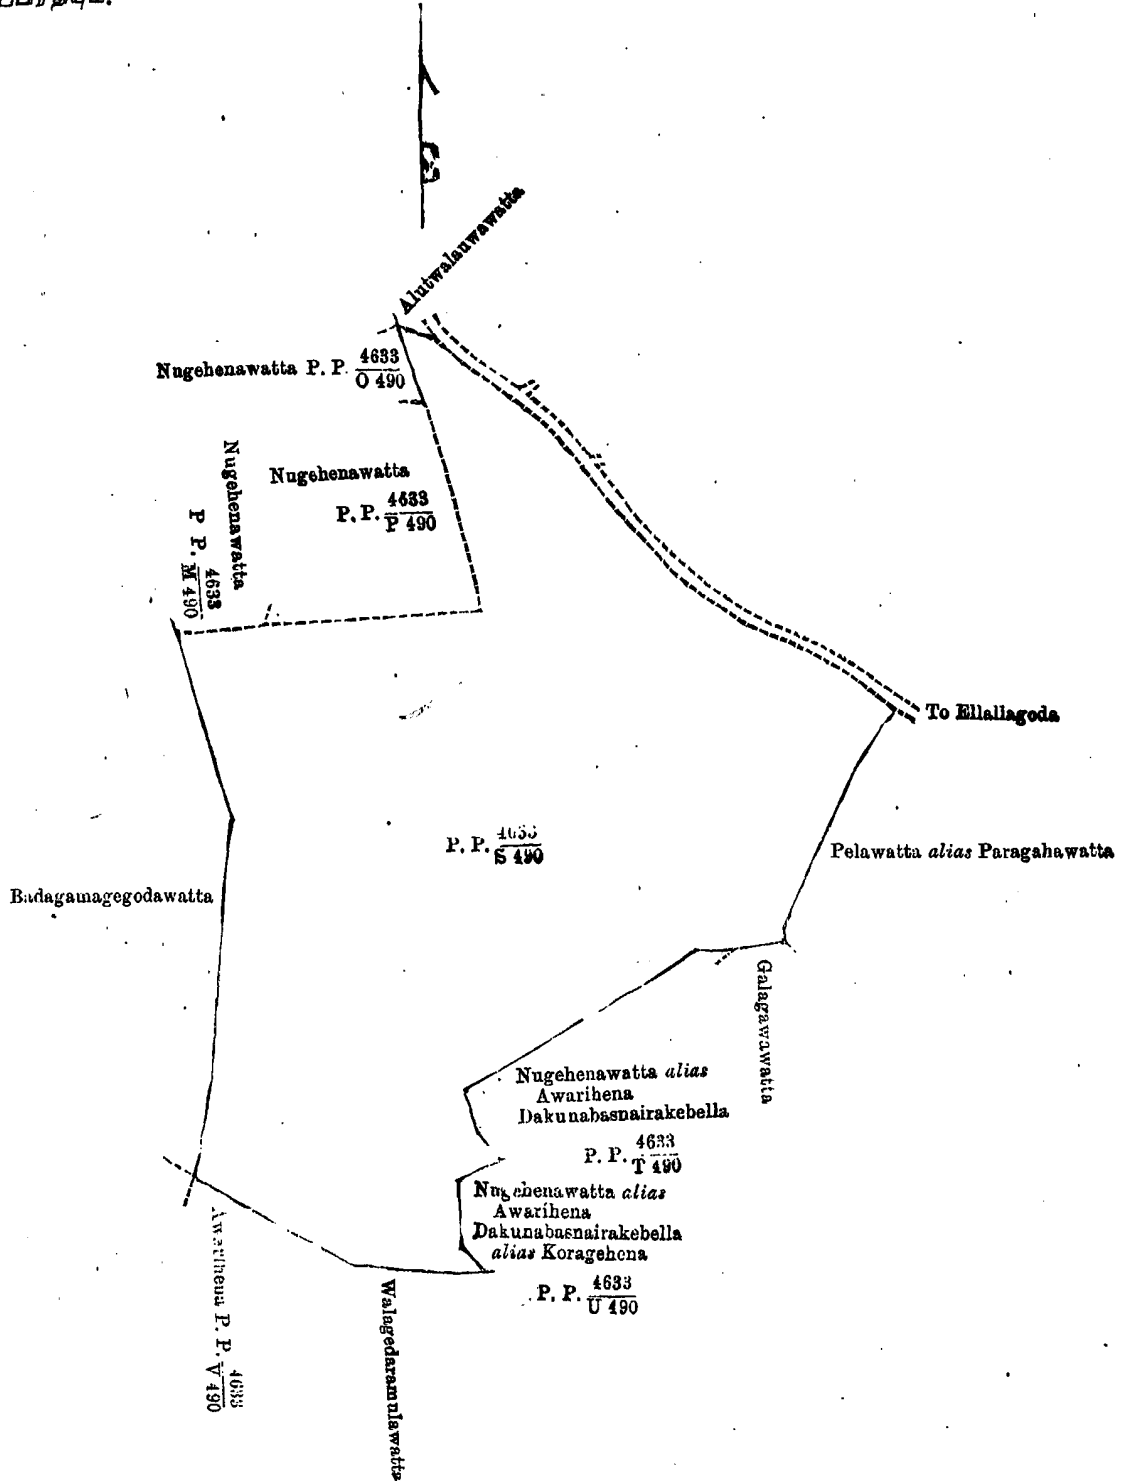 Alutwalauwawatta
Nugehenawatta P. P. 4633
O 490
Nugehenawatta
P. P. 4633
P 490
Nugehenawatta
P P. 4633
M 490
To Ellallagoda
P. P. 4633
S 490
Pelawatta alias Paragahawatta
Badagamagegodawatta
Galagawawatta
Nugehenawatta alias
Awarihena
Dakunabasnairakebella
P. P. 4633
T 490
Nugehenawatta alias
Awarihena
Dakunabasnairakebella
alias Koragehena
P. P. 4633
U 490
Awarihena P. P. 4633
V 490
Walagedaramulawatta